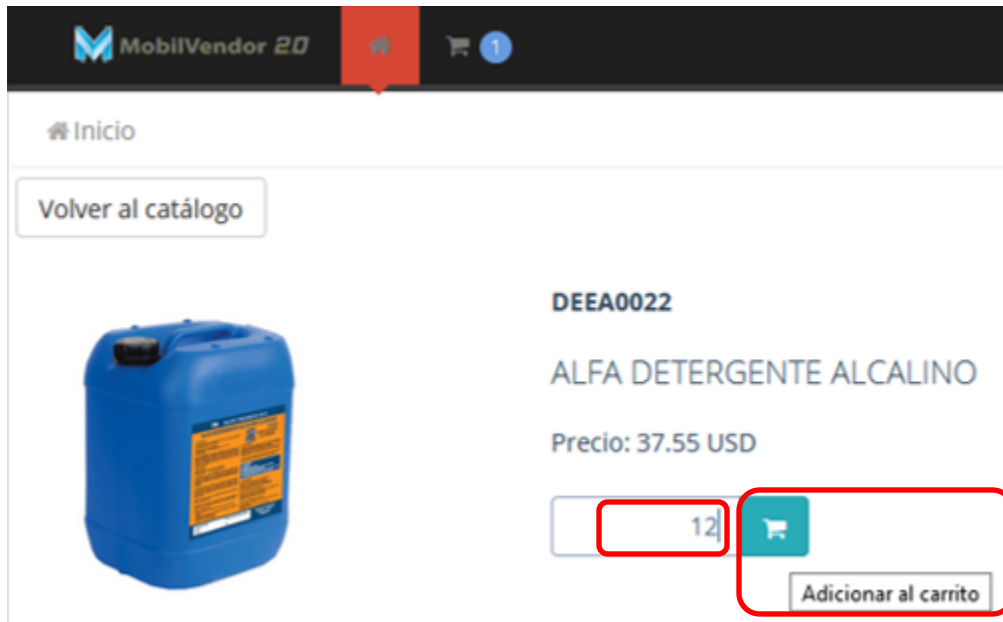 MobilVendor 2.0
1
Inicio
Volver al catálogo
DEEA0022
ALFA DETERGENTE ALCALINO
Precio: 37.55 USD
12
Adicionar al carrito